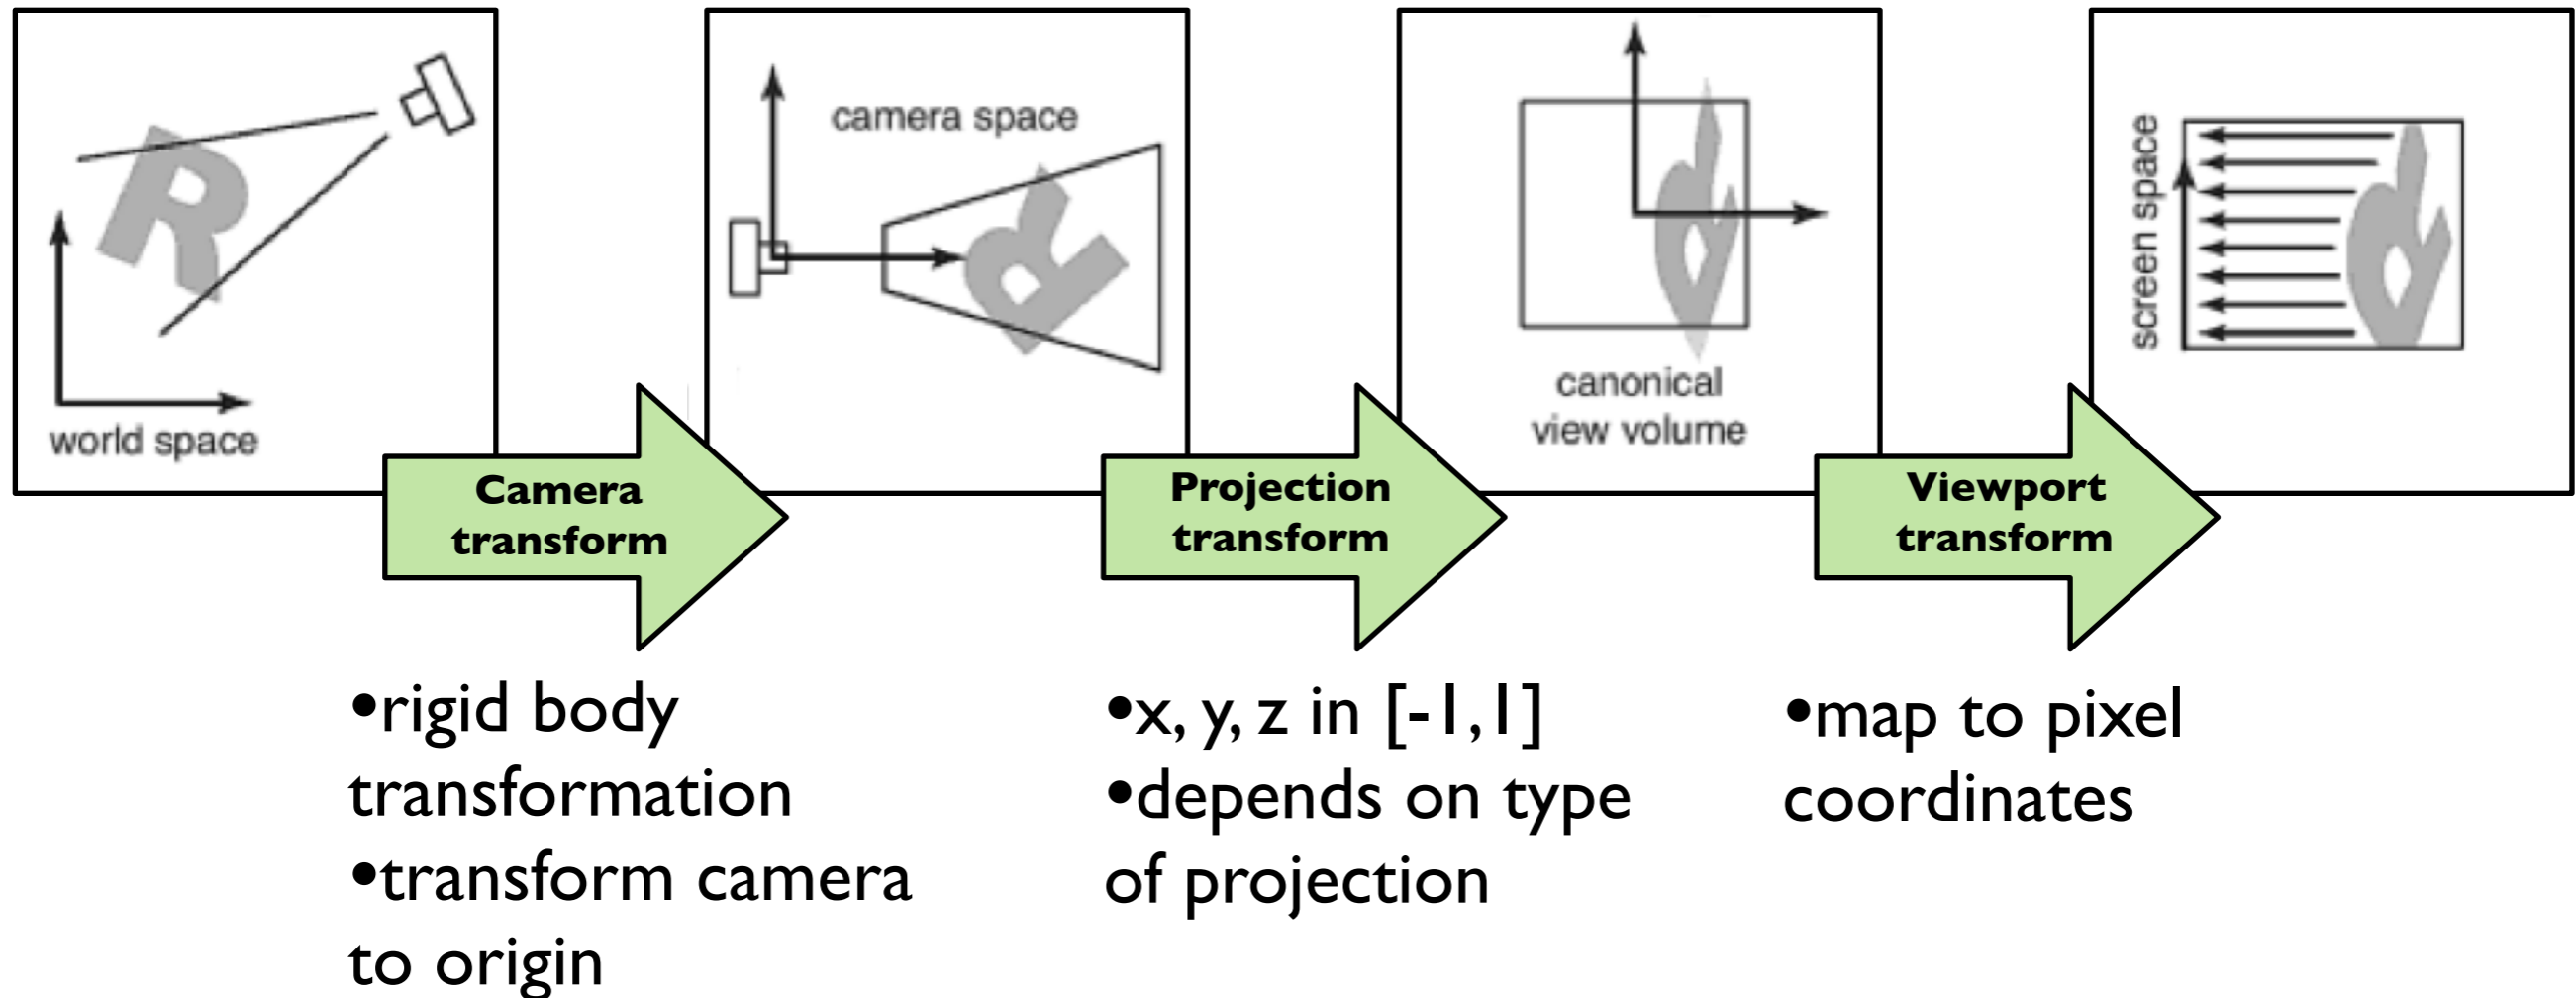 world space
camera space
canonical
view volume
screen space
Camera
transform
Projection
transform
Viewport
transform
•rigid body
transformation
•transform camera
to origin
•x, y, z in [-1,1]
•depends on type
of projection
•map to pixel
coordinates